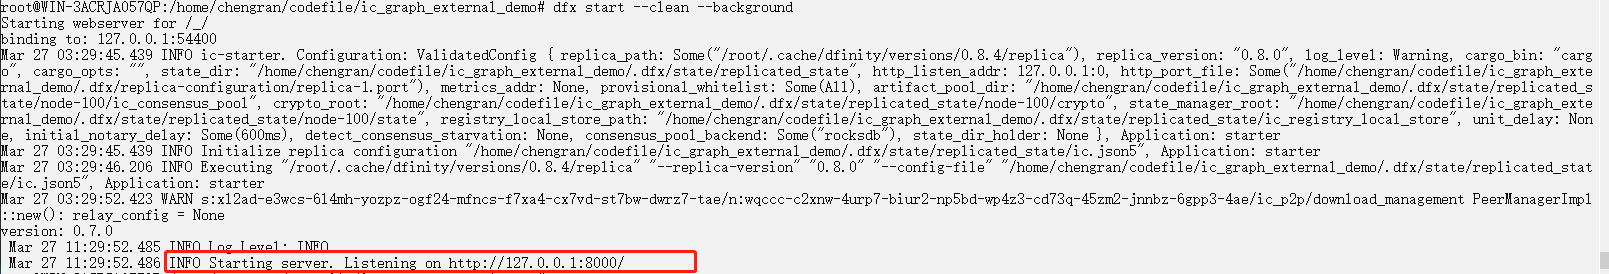 root@WIN-3ACRJA057QP:/home/chengran/codefile/ic_graph_external_demo# dfx start --clean --background
Starting webserver for /_/
binding to: 127.0.0.1:54400
Mar 27 03:29:45.439 INFO ic-starter. Configuration: ValidatedConfig { replica_path: Some("/root/.cache/dfinity/versions/0.8.4/replica"), replica_version: "0.8.0", log_level: Warning, cargo_bin: "carg
o", cargo_opts: "", state_dir: "/home/chengran/codefile/ic_graph_external_demo/.dfx/state/replicated_state", http_listen_addr: 127.0.0.1:0, http_port_file: Some("/home/chengran/codefile/ic_graph_exte
rnal_demo/.dfx/replica-configuration/replica-1.port"), metrics_addr: None, provisional_whitelist: Some(All), artifact_pool_dir: "/home/chengran/codefile/ic_graph_external_demo/.dfx/state/replicated_s
tate/node-100/ic_consensus_pool", crypto_root: "/home/chengran/codefile/ic_graph_external_demo/.dfx/state/replicated_state/node-100/crypto", state_manager_root: "/home/chengran/codefile/ic_graph_exte
rnal_demo/.dfx/state/replicated_state/node-100/state", registry_local_store_path: "/home/chengran/codefile/ic_graph_external_demo/.dfx/state/replicated_state/ic_registry_local_store", unit_delay: Non
e, initial_notary_delay: Some(600ms), detect_consensus_starvation: None, consensus_pool_backend: Some("rocksdb"), state_dir_holder: None }, Application: starter
Mar 27 03:29:45.439 INFO Initialize replica configuration "/home/chengran/codefile/ic_graph_external_demo/.dfx/state/replicated_state/ic.json5", Application: starter
Mar 27 03:29:46.206 INFO Executing "/root/.cache/dfinity/versions/0.8.4/replica" "--replica-version" "0.8.0" "--config-file" "/home/chengran/codefile/ic_graph_external_demo/.dfx/state/replicated_stat
e/ic.json5", Application: starter
Mar 27 03:29:52.423 WARN s:xl2ad-e3wcs-6l4mh-yozpz-ogf24-mfncs-f7xa4-cx7vd-st7bw-dwrz7-tae/n:wqccc-c2xnw-4urp7-biur2-np5bd-wp4z3-cd73q-45zm2-jnnbz-6gpp3-4ae/ic_p2p/download_management PeerManagerImpl
::new(): relay_config = None
version: 0.7.0
Mar 27 11:29:52.485 INFO Log Level: INFO
Mar 27 11:29:52.486 INFO Starting server. Listening on http://127.0.0.1:8000/